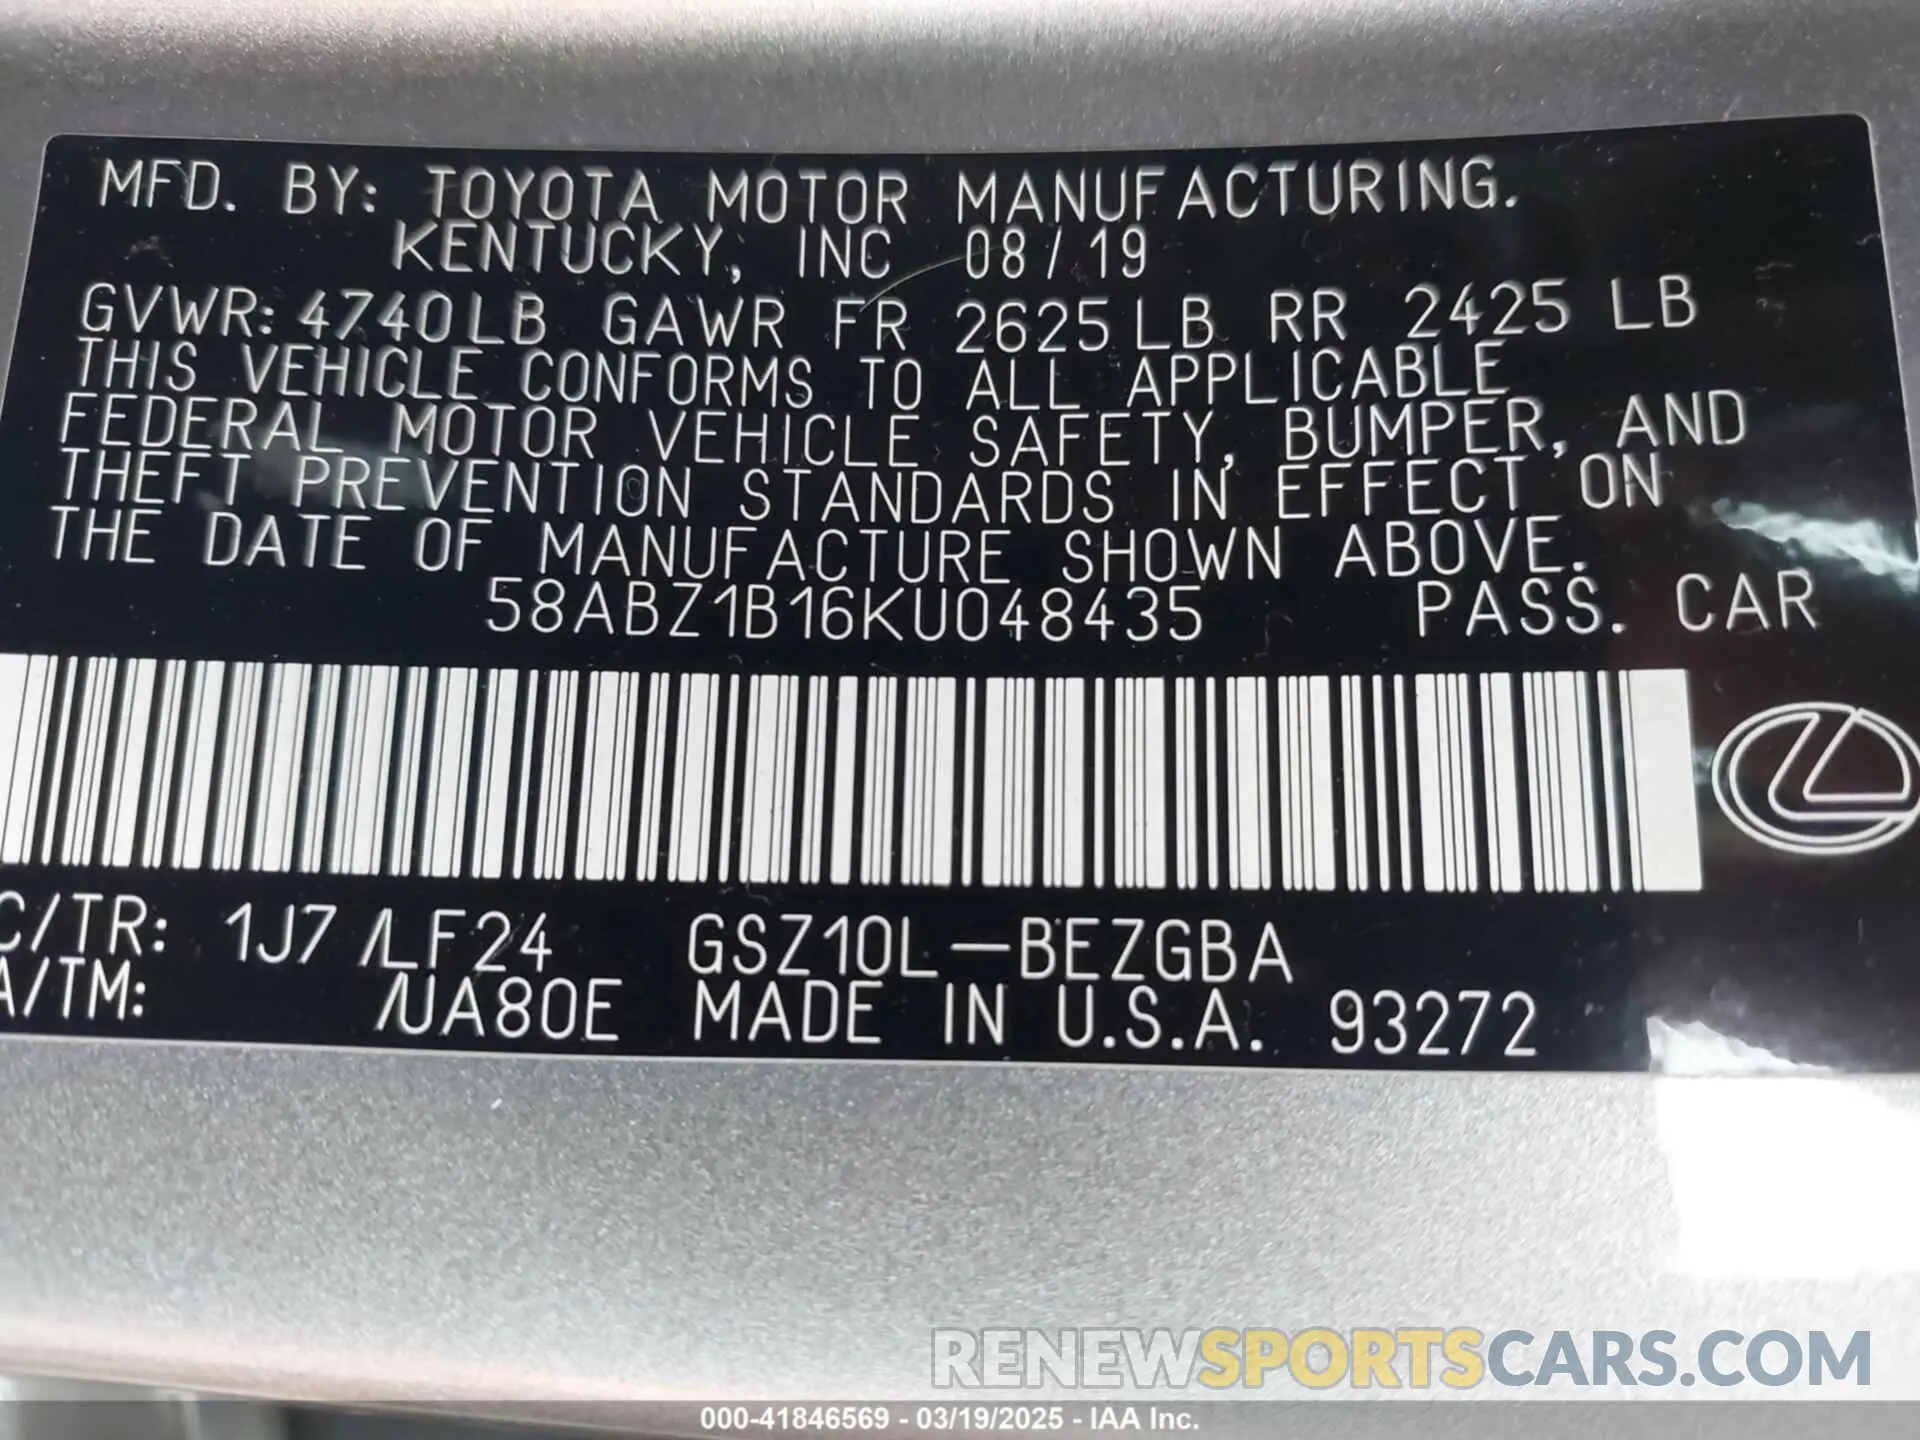 MFD. BY: TOYOTA MOTOR MANUFACTURING.
KENTUCKY, INC 08/19
GVWR: 4740LB GAWR FR 2625LB RR 2425 LB
THIS VEHICLE CONFORMS TO ALL APPLICABLE
FEDERAL MOTOR VEHICLE SAFETY, BUMPER, AND
THEFT PREVENTION STANDARDS IN EFFECT ON
THE DATE OF MANUFACTURE SHOWN ABOVE.
58ABZ1B16KU048435 PASS. CAR
C/TR: 1J7 /LF24 GSZ10L-BEZGBA
A/TM: /UA80E MADE IN U.S.A. 93272
RENEWSPORTSCARS.COM
000-41846569 - 03/19/2025 - IAA Inc.